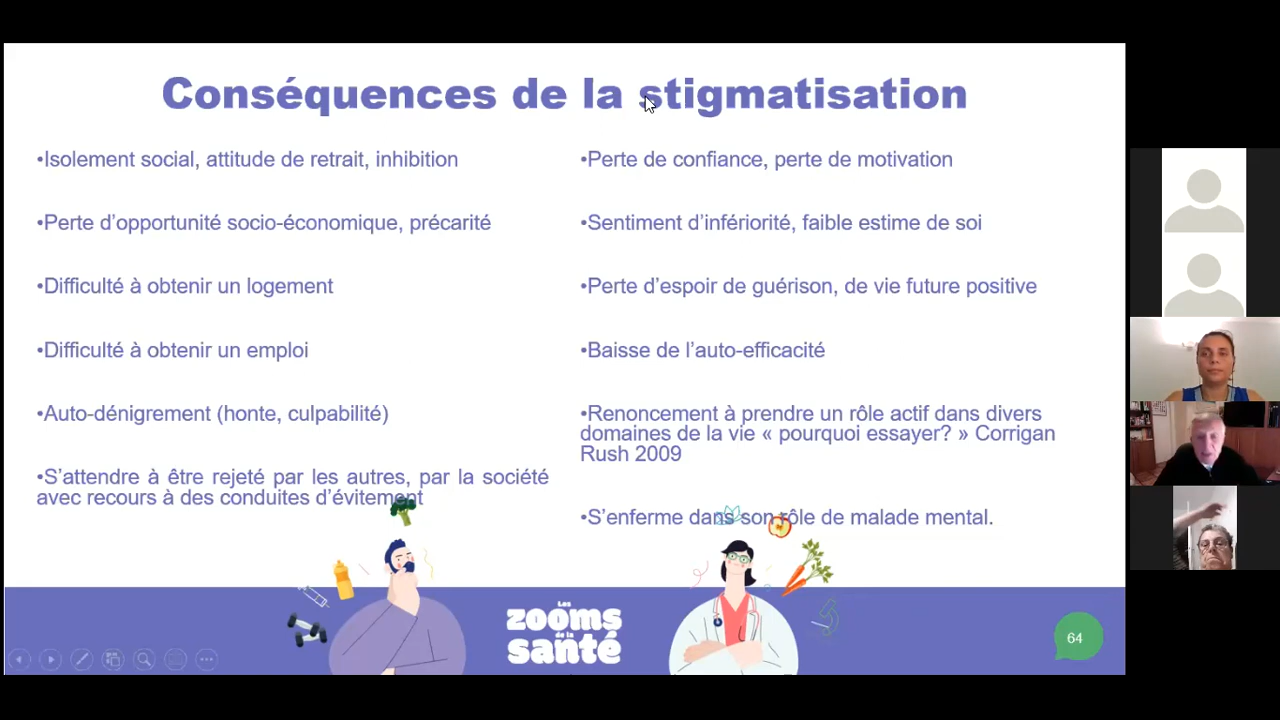 Conséquences de la stigmatisation
•Isolement social, attitude de retrait, inhibition
•Perte d’opportunité socio-économique, précarité
•Difficulté à obtenir un logement
•Difficulté à obtenir un emploi
•Auto-dénigrement (honte, culpabilité)
•S’attendre à être rejeté par les autres, par la société
avec recours à des conduites d’évitement
•Perte de confiance, perte de motivation
•Sentiment d’infériorité, faible estime de soi
•Perte d’espoir de guérison, de vie future positive
•Baisse de l’auto-efficacité
•Renoncement à prendre un rôle actif dans divers
domaines de la vie « pourquoi essayer? » Corrigan
Rush 2009
•S’enferme dans son rôle de malade mental.
Les
zooms
de la
santé
64